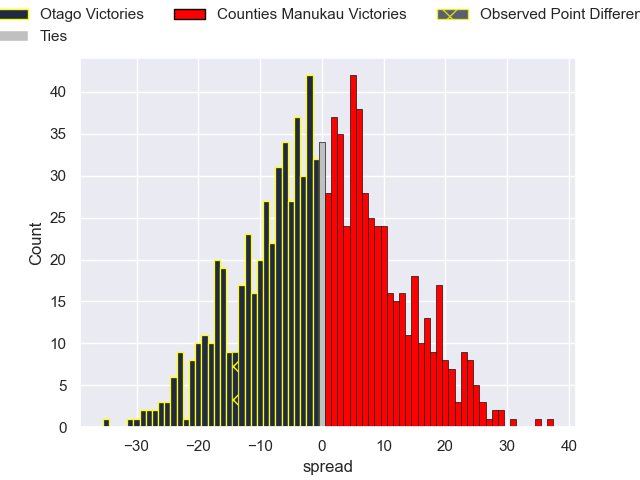 Otago Victories
Counties Manukau Victories
Observed Point Differen
Ties
Count
40
35
30
25
20
15
10
5
0
−30
−20
−10
0
10
20
30
40
spread